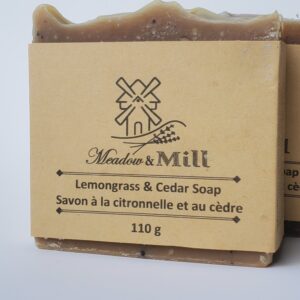 Meadow & Mill
Lemongrass & Cedar Soap
Savon à la citronnelle et au cèdre
110 g